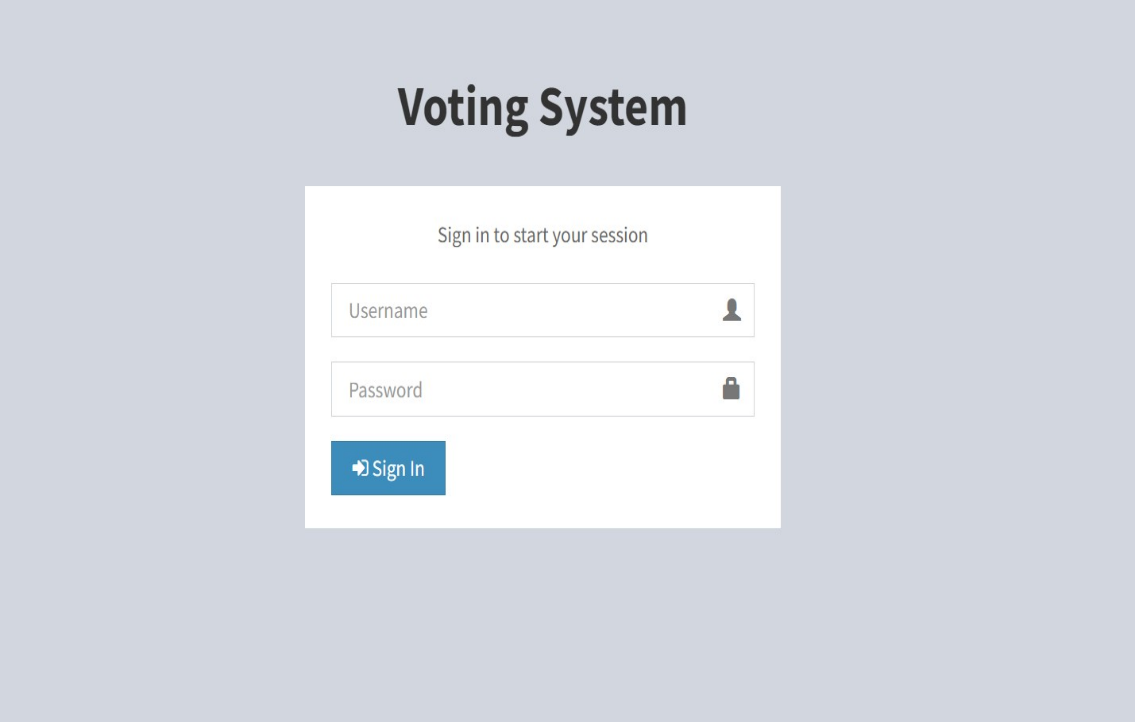 Voting System
Sign in to start your session
Username
Password
Sign In